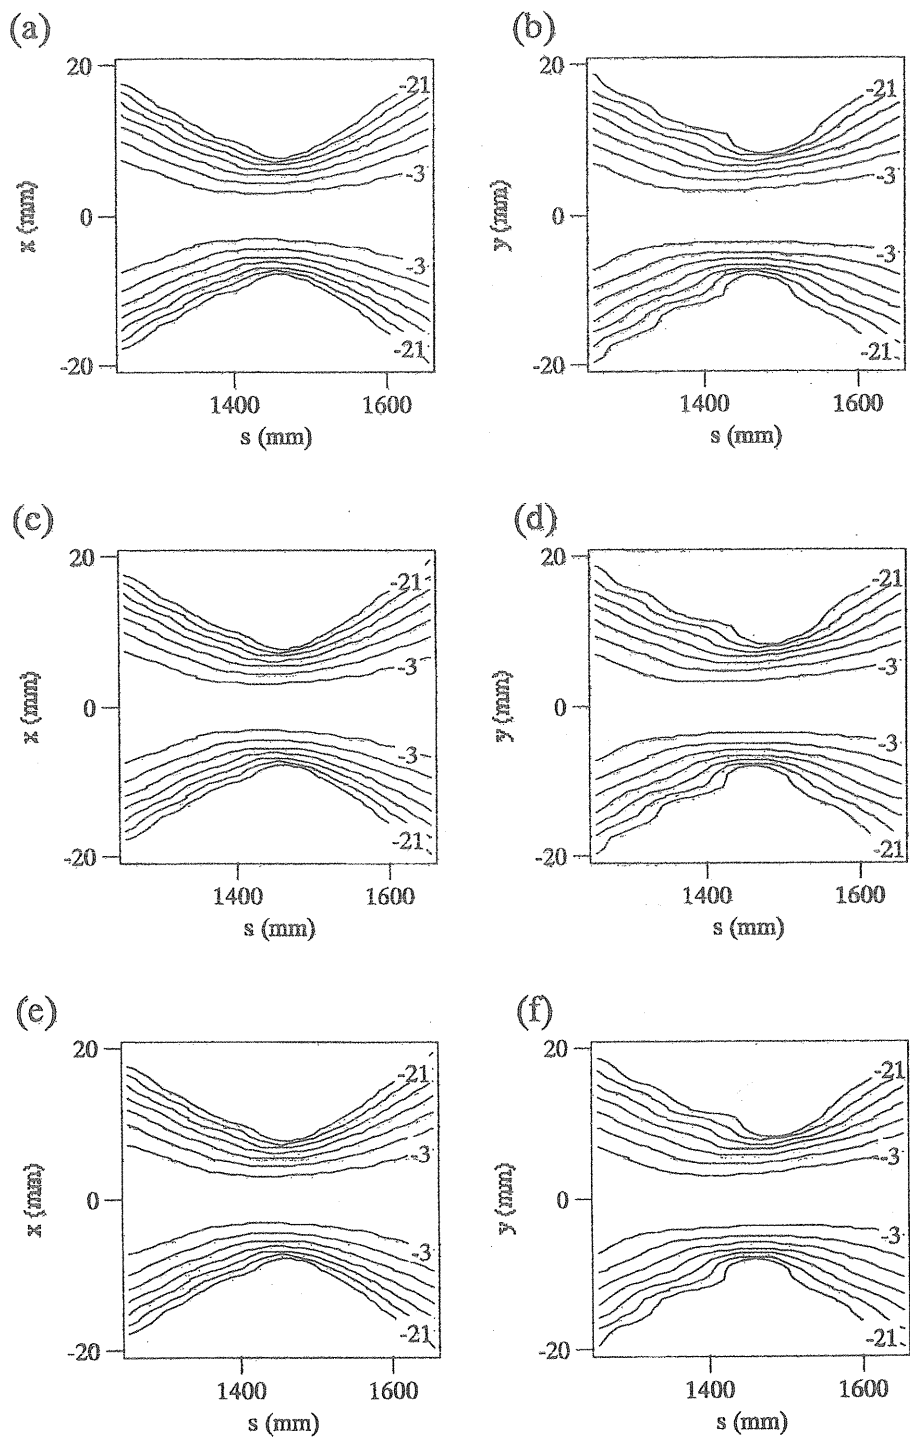 (a) (b)
20 -21 20 -21
-3 -3
x (mm) 0 y (mm) 0
-3 -3
-20 -21 -20 -21
1400 1600 1400 1600
s (mm) s (mm)
(c) (d)
20 -21 20 -21
-3 -3
x (mm) 0 y (mm) 0
-3 -3
-20 -21 -20 -21
1400 1600 1400 1600
s (mm) s (mm)
(e) (f)
20 -21 20 -21
-3 -3
x (mm) 0 y (mm) 0
-3 -3
-20 -21 -20 -21
1400 1600 1400 1600
s (mm) s (mm)